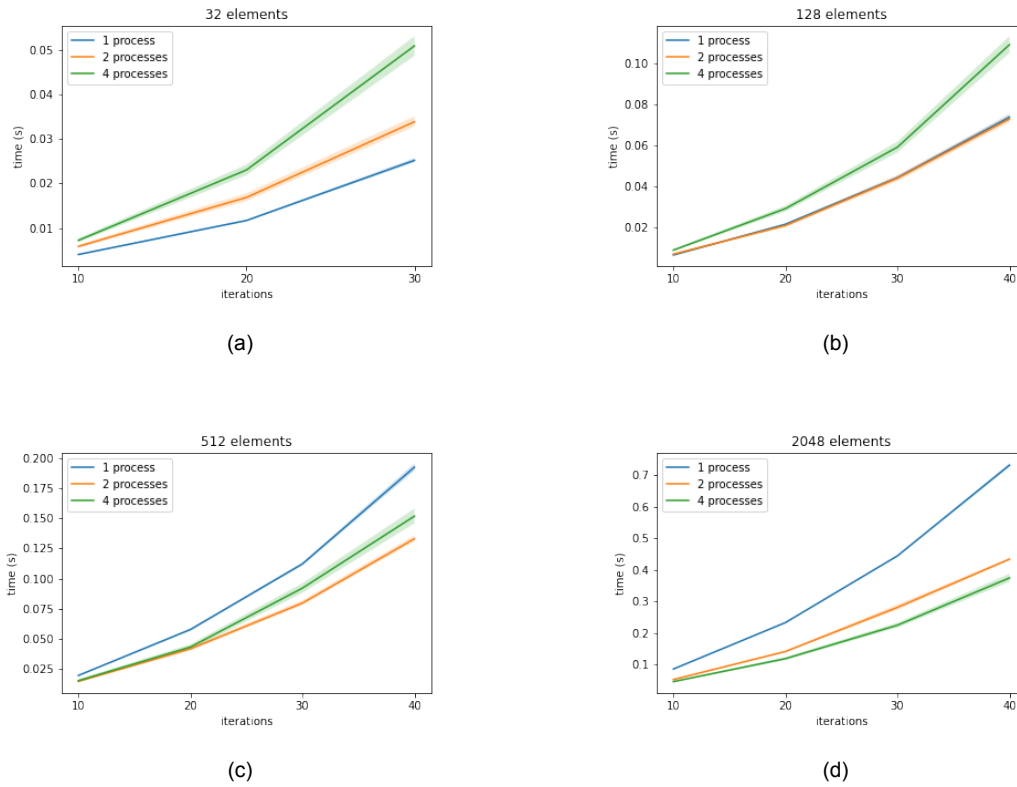 32 elements
1 process
2 processes
4 processes
0.05
0.04
0.03
0.02
0.01
time (s)
10
20
30
iterations
(a)
128 elements
1 process
2 processes
4 processes
0.10
0.08
0.06
0.04
0.02
time (s)
10
20
30
40
iterations
(b)
512 elements
1 process
2 processes
4 processes
0.200
0.175
0.150
0.125
0.100
0.075
0.050
0.025
time (s)
10
20
30
40
iterations
(c)
2048 elements
1 process
2 processes
4 processes
0.7
0.6
0.5
0.4
0.3
0.2
0.1
time (s)
10
20
30
40
iterations
(d)